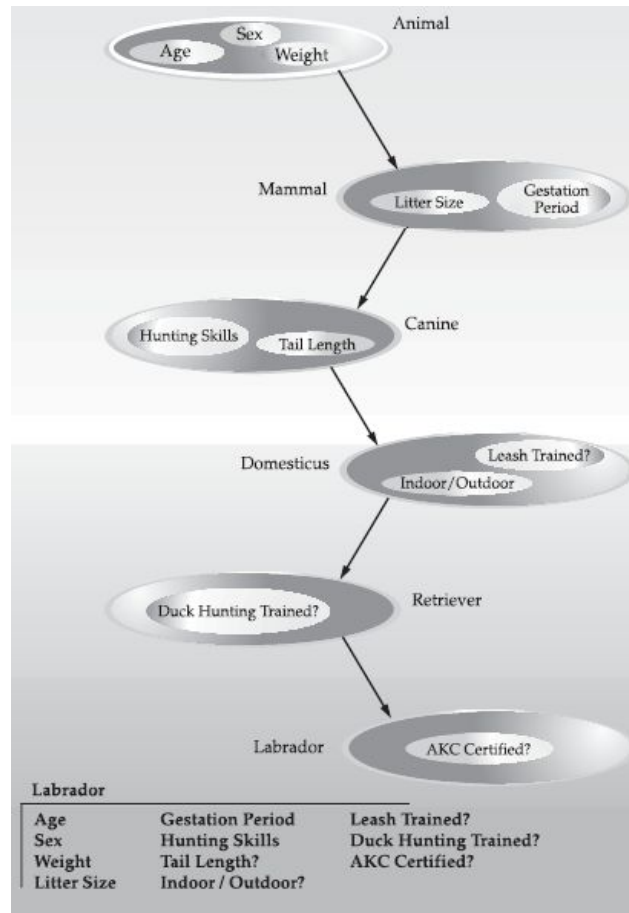 Animal
Sex
Age
Weight
Mammal
Litter Size
Gestation
Period
Canine
Hunting Skills
Tail Length
Domesticus
Leash Trained?
Indoor/Outdoor
Retriever
Duck Hunting Trained?
Labrador
AKC Certified?
Labrador
Age Gestation Period Leash Trained?
Sex Hunting Skills Duck Hunting Trained?
Weight Tail Length? AKC Certified?
Litter Size Indoor / Outdoor?